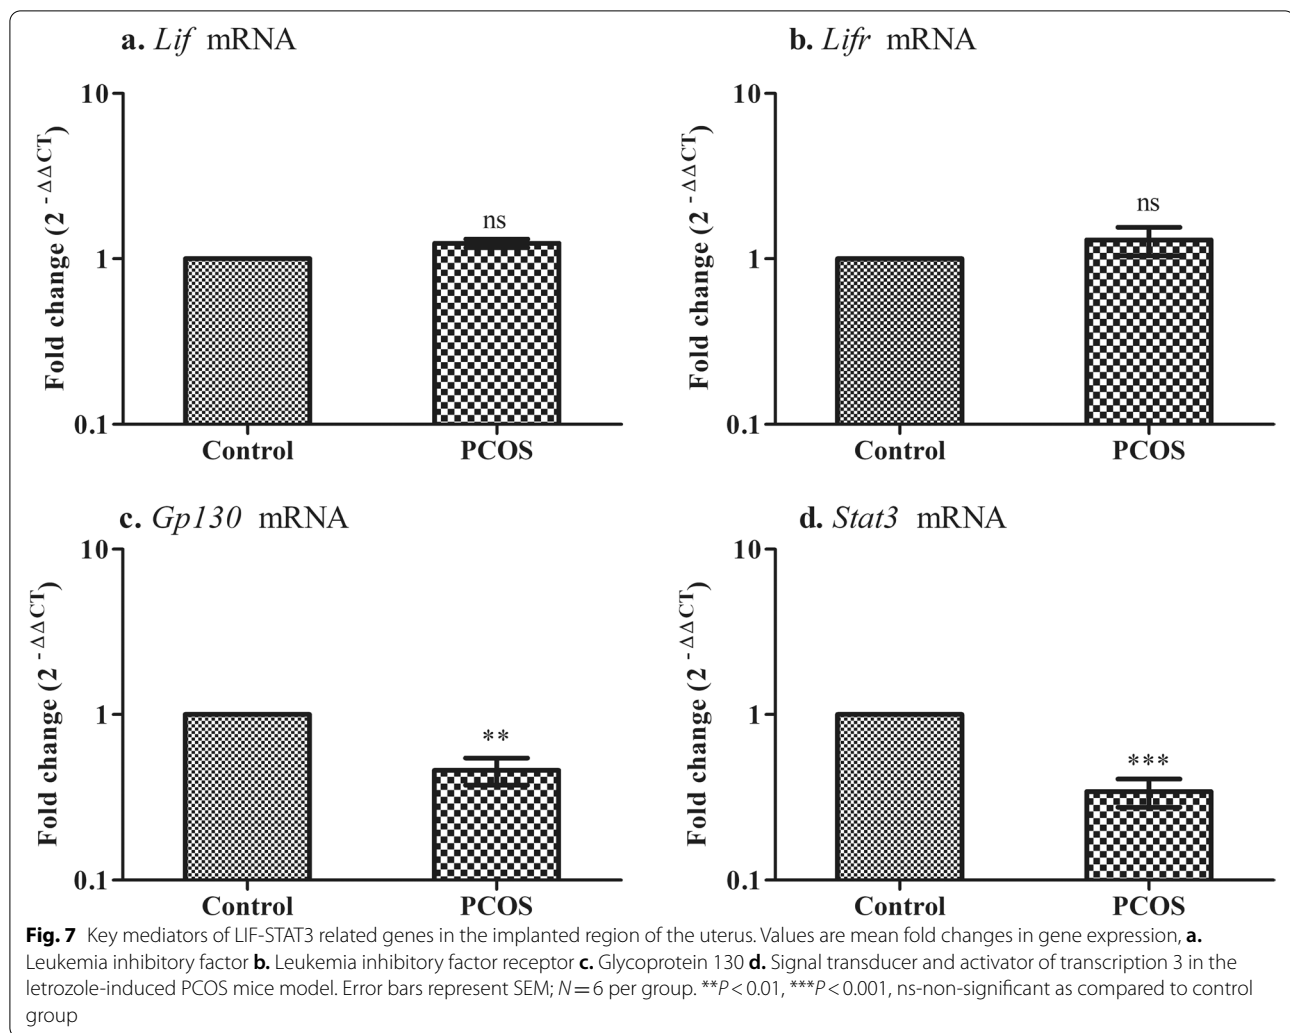 a. Lif mRNA
Fold change (2 -ΔΔCT)
10
1
0.1
ns
Control PCOS
b. Lifr mRNA
Fold change (2 -ΔΔCT)
10
1
0.1
ns
Control PCOS
c. Gp130 mRNA
Fold change (2 -ΔΔCT)
10
1
0.1
**
Control PCOS
d. Stat3 mRNA
Fold change (2 -ΔΔCT)
10
1
0.1
***
Control PCOS
Fig. 7 Key mediators of LIF-STAT3 related genes in the implanted region of the uterus. Values are mean fold changes in gene expression, a.
Leukemia inhibitory factor b. Leukemia inhibitory factor receptor c. Glycoprotein 130 d. Signal transducer and activator of transcription 3 in the
letrozole-induced PCOS mice model. Error bars represent SEM; N = 6 per group. **P < 0.01, ***P < 0.001, ns-non-significant as compared to control
group